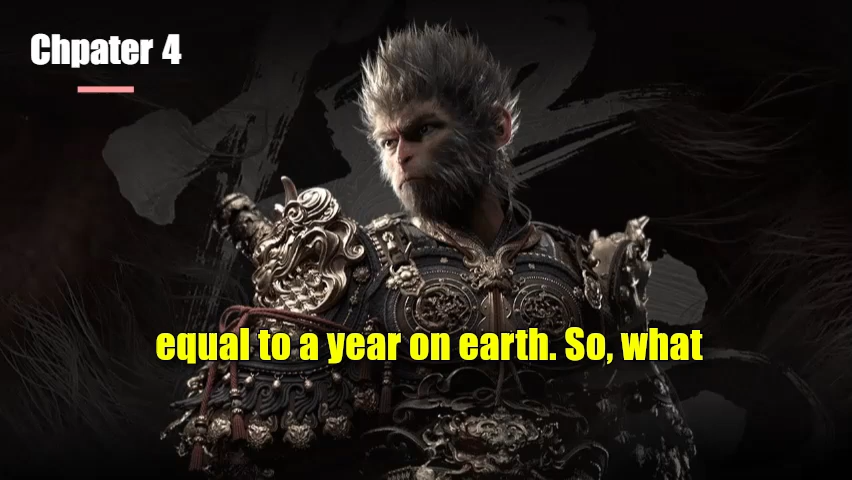 Chpater 4
equal to a year on earth. So, what